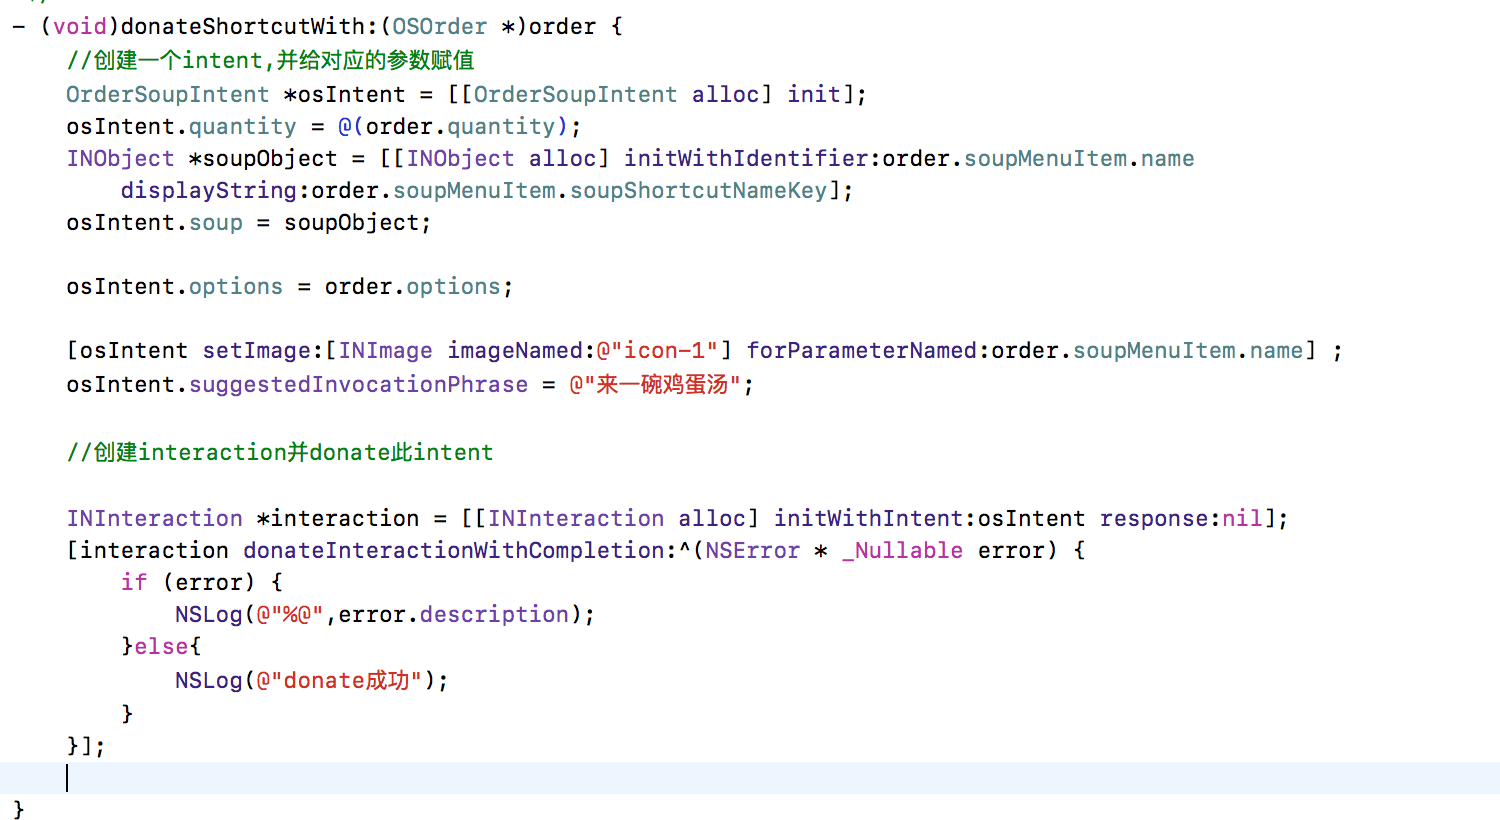 - (void)donateShortcutWith:(OSOrder *)order {
//创建一个intent,并给对应的参数赋值
OrderSoupIntent *osIntent = [[OrderSoupIntent alloc] init];
osIntent.quantity = @(order.quantity);
INObject *soupObject = [[INObject alloc] initWithIdentifier:order.soupMenuItem.name
displayString:order.soupMenuItem.soupShortcutNameKey];
osIntent.soup = soupObject;
osIntent.options = order.options;
[osIntent setImage:[INImage imageNamed:@"icon-1"] forParameterNamed:order.soupMenuItem.name] ;
osIntent.suggestedInvocationPhrase = @"来一碗鸡蛋汤";
//创建interaction并donate此intent
INInteraction *interaction = [[INInteraction alloc] initWithIntent:osIntent response:nil];
[interaction donateInteractionWithCompletion:^(NSError * _Nullable error) {
if (error) {
NSLog(@"%@",error.description);
}else{
NSLog(@"donate成功");
}
}];
}